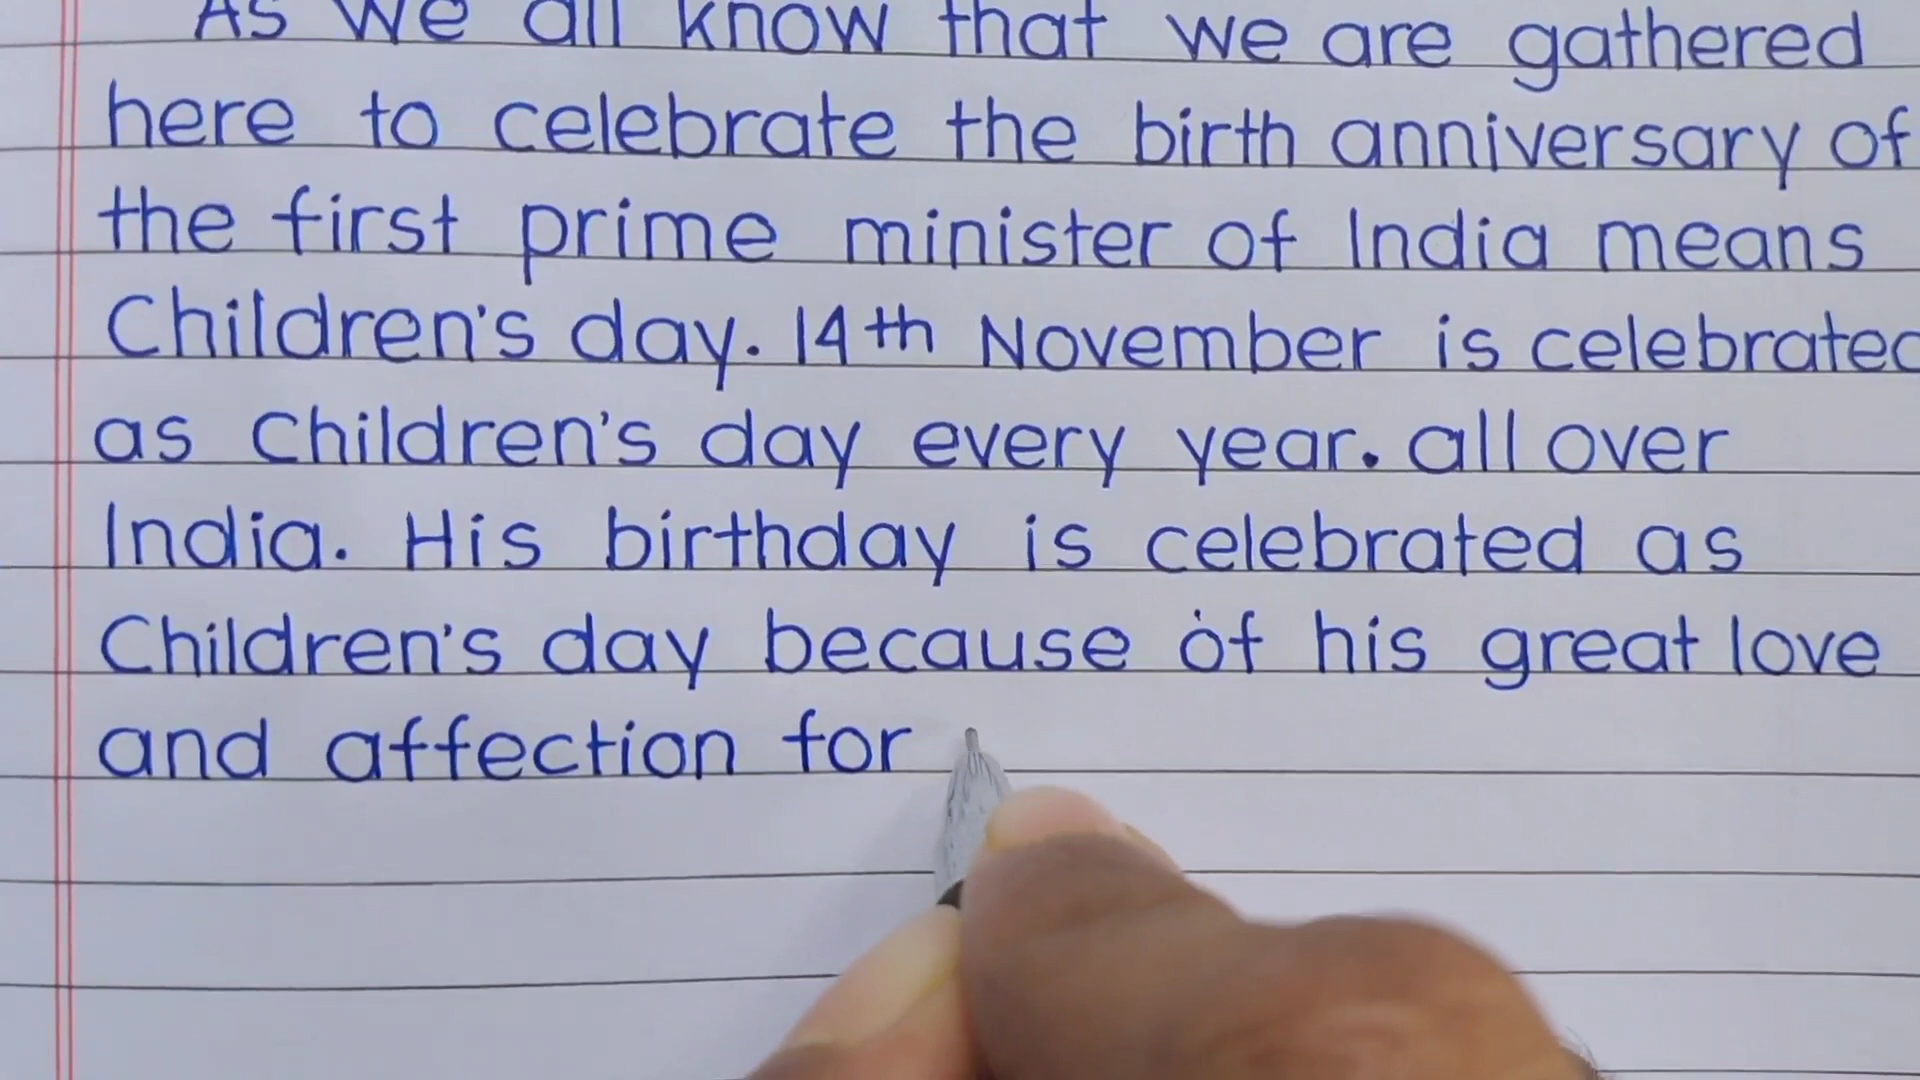 As we all know that we are gathered
here to celebrate the birth anniversary of
the first prime minister of India means
Children's day. 14th November is celebrated
as Children's day every year. all over
India. His birthday is celebrated as
Children's day because of his great love
and affection for